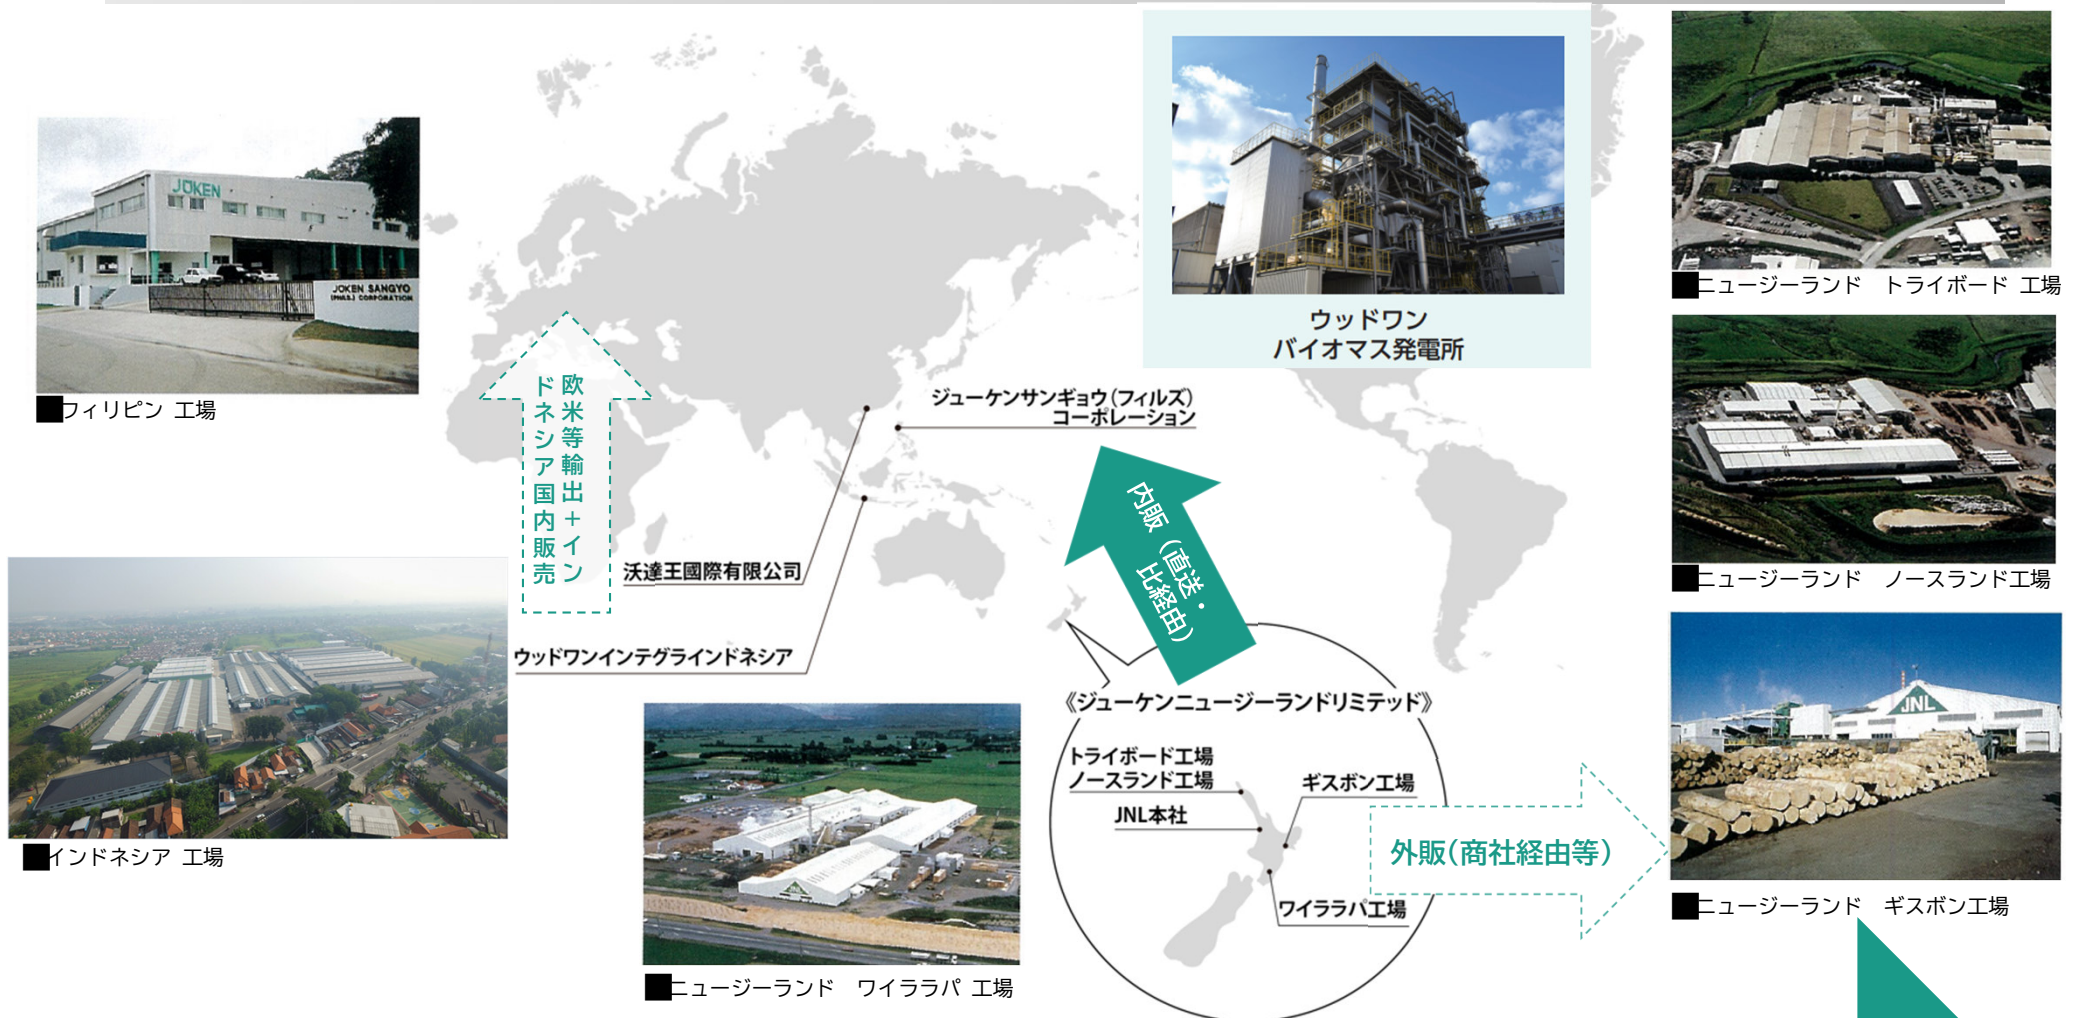 JOKEN
JOKEN SANGYO
(PHILS.) CORPORATION
■フィリピン 工場
ウッドワン
バイオマス発電所
■ニュージーランド トライボード 工場
■ニュージーランド ノースランド工場
欧米等輸出+イン
ドネシア国内販売
ジューケンサンギョウ(フィルズ)
コーポレーション
内販(直送・
比経由)
沃達王國際有限公司
ウッドワンインテグラインドネシア
■インドネシア 工場
《ジューケンニュージーランドリミテッド》
トライボード工場
ノースランド工場
JNL本社
ギスボン工場
ワイララパ工場
外販(商社経由等)
JNL
■ニュージーランド ギスボン工場
JNL
■ニュージーランド ワイララパ 工場